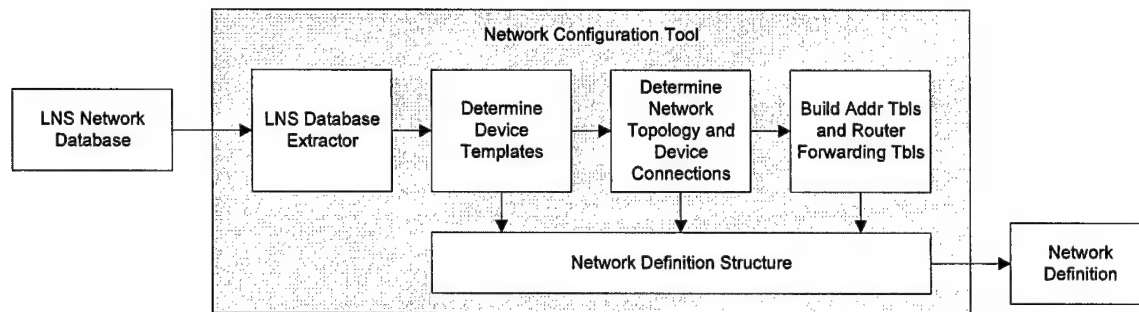 Network Configuration Tool
LNS Network
Database
LNS Database
Extractor
Determine
Device
Templates
Determine
Network
Topology and
Device
Connections
Build Addr Tbls
and Router
Forwarding Tbls
Network Definition Structure
Network
Definition